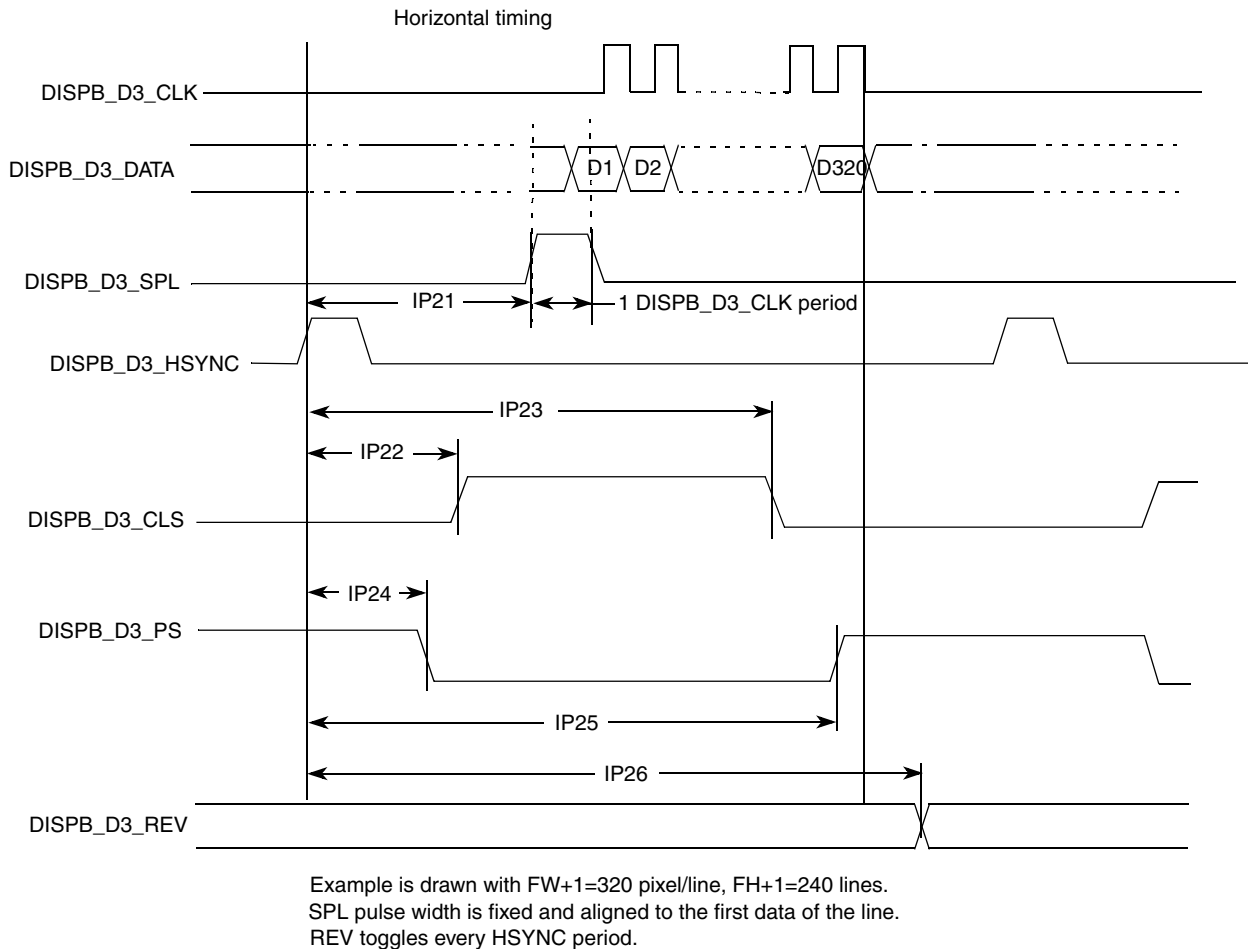 Horizontal timing
DISPB_D3_CLK
DISPB_D3_DATA
D1
D2
D320
DISPB_D3_SPL
IP21
1 DISPB_D3_CLK period
DISPB_D3_HSYNC
IP23
IP22
DISPB_D3_CLS
IP24
DISPB_D3_PS
IP25
IP26
DISPB_D3_REV
Example is drawn with FW+1=320 pixel/line, FH+1=240 lines.
SPL pulse width is fixed and aligned to the first data of the line.
REV toggles every HSYNC period.